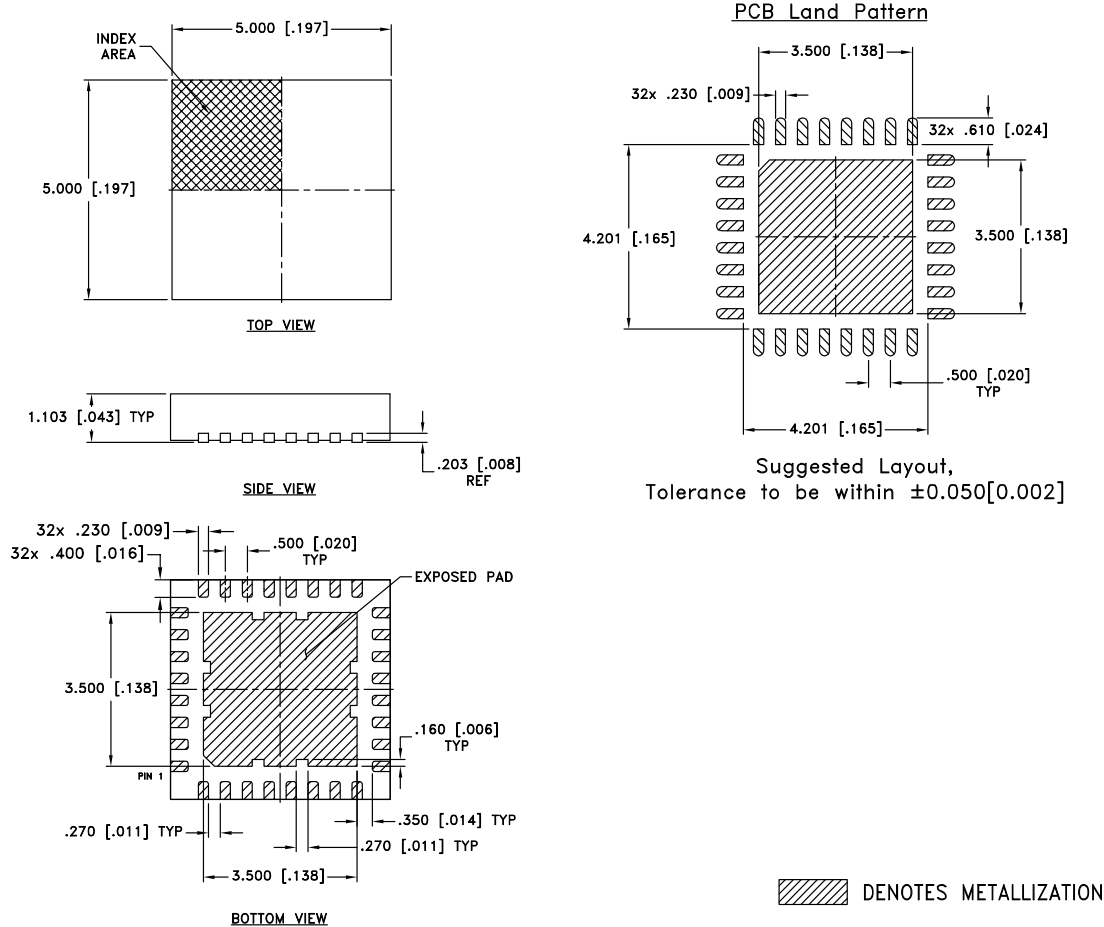 INDEX
AREA
5.000 [.197]
5.000 [.197]
TOP VIEW
1.103 [.043] TYP
.203 [.008]
REF
SIDE VIEW
32x .230 [.009]
32x .400 [.016]
.500 [.020]
TYP
EXPOSED PAD
3.500 [.138]
.160 [.006]
TYP
PIN 1
.270 [.011] TYP
.350 [.014] TYP
.270 [.011] TYP
3.500 [.138]
BOTTOM VIEW
PCB Land Pattern
3.500 [.138]
32x .230 [.009]
32x .610 [.024]
4.201 [.165]
3.500 [.138]
.500 [.020]
TYP
4.201 [.165]
Suggested Layout,
Tolerance to be within ±0.050[0.002]
DENOTES METALLIZATION